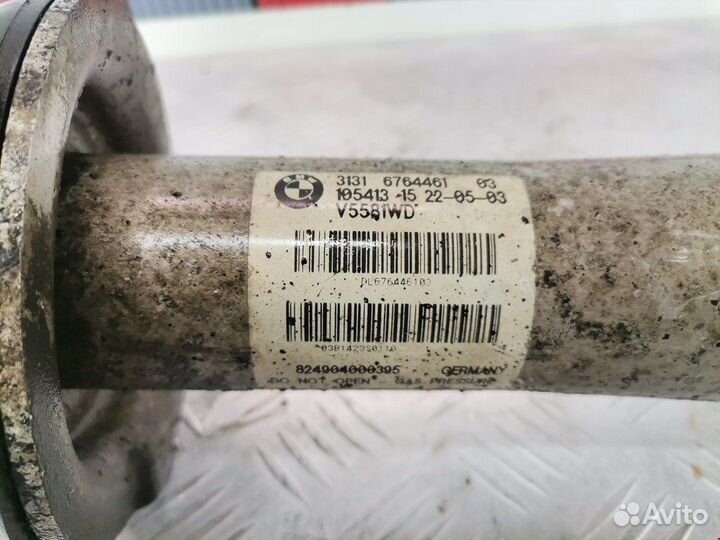 BMW
3131 6764461 03
105413 -15 22-05-03
V5581WD
DL676446103
03B1423S0110
824904000395 GERMANY
DO NOT OPEN - GAS PRESSURE
Avito